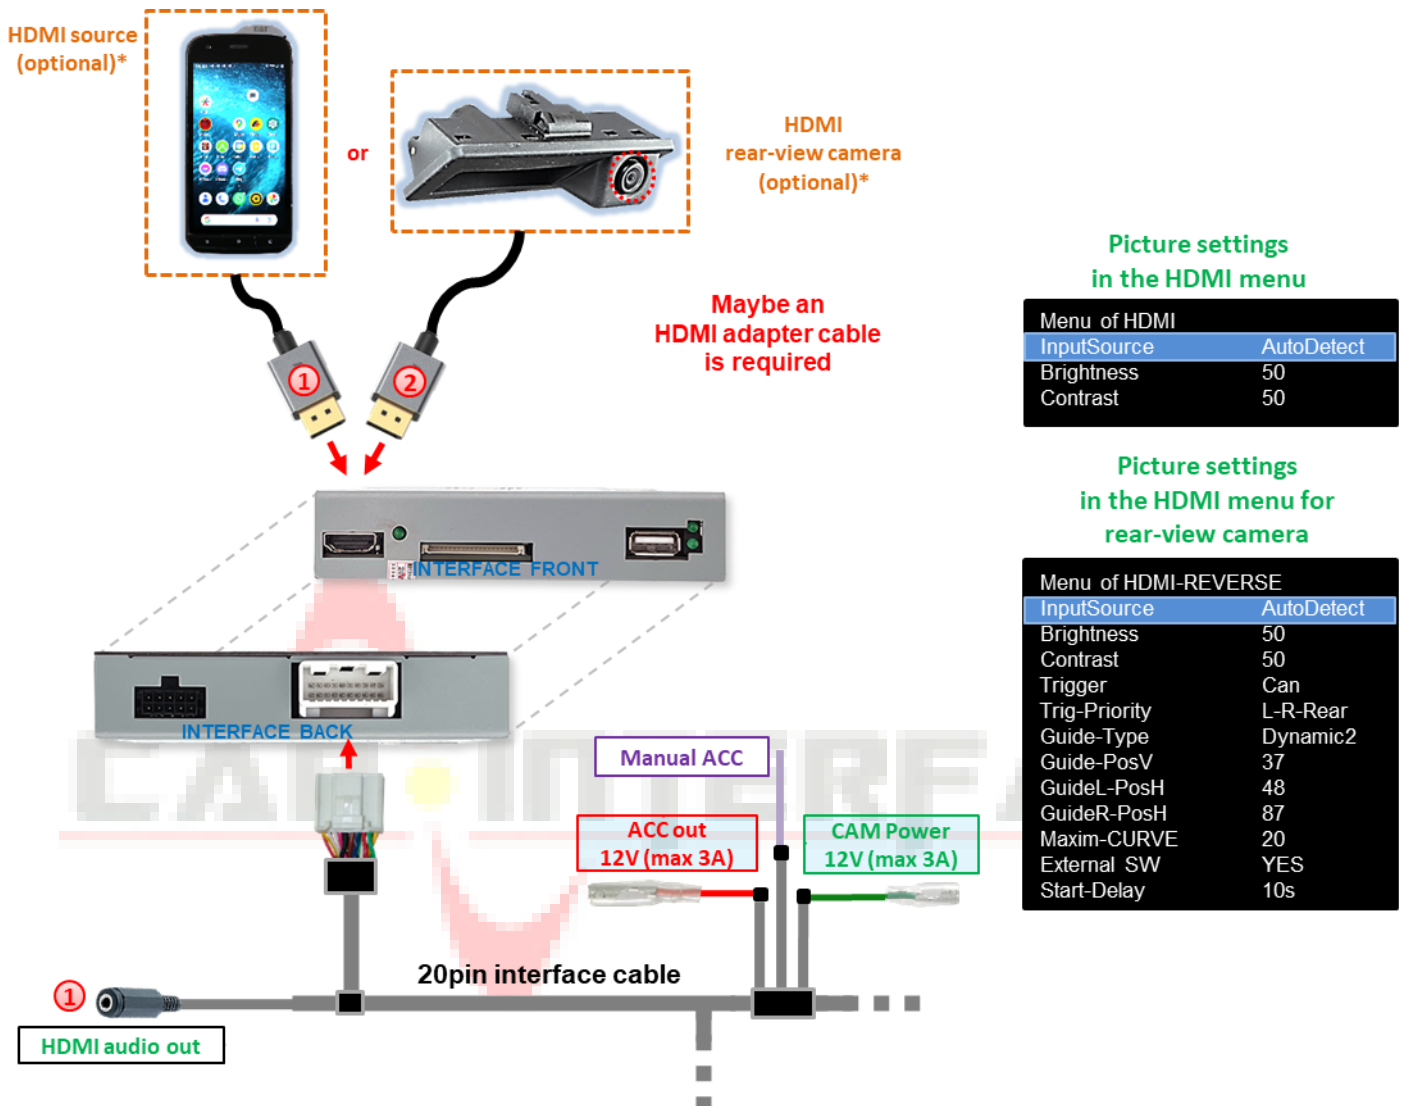 HDMI source
(optional)*
or
HDMI
rear-view camera
(optional)*
Maybe an
HDMI adapter cable
is required
1
2
Picture settings
in the HDMI menu
Menu of HDMI
InputSource AutoDetect
Brightness 50
Contrast 50
Picture settings
in the HDMI menu for
rear-view camera
Menu of HDMI-REVERSE
InputSource AutoDetect
Brightness 50
Contrast 50
Trigger Can
Trig-Priority L-R-Rear
Guide-Type Dynamic2
Guide-PosV 37
GuideL-PosH 48
GuideR-PosH 87
Maxim-CURVE 20
External SW YES
Start-Delay 10s
INTERFACE FRONT
INTERFACE BACK
Manual ACC
ACC out
12V (max 3A)
CAM Power
12V (max 3A)
20pin interface cable
1
HDMI audio out